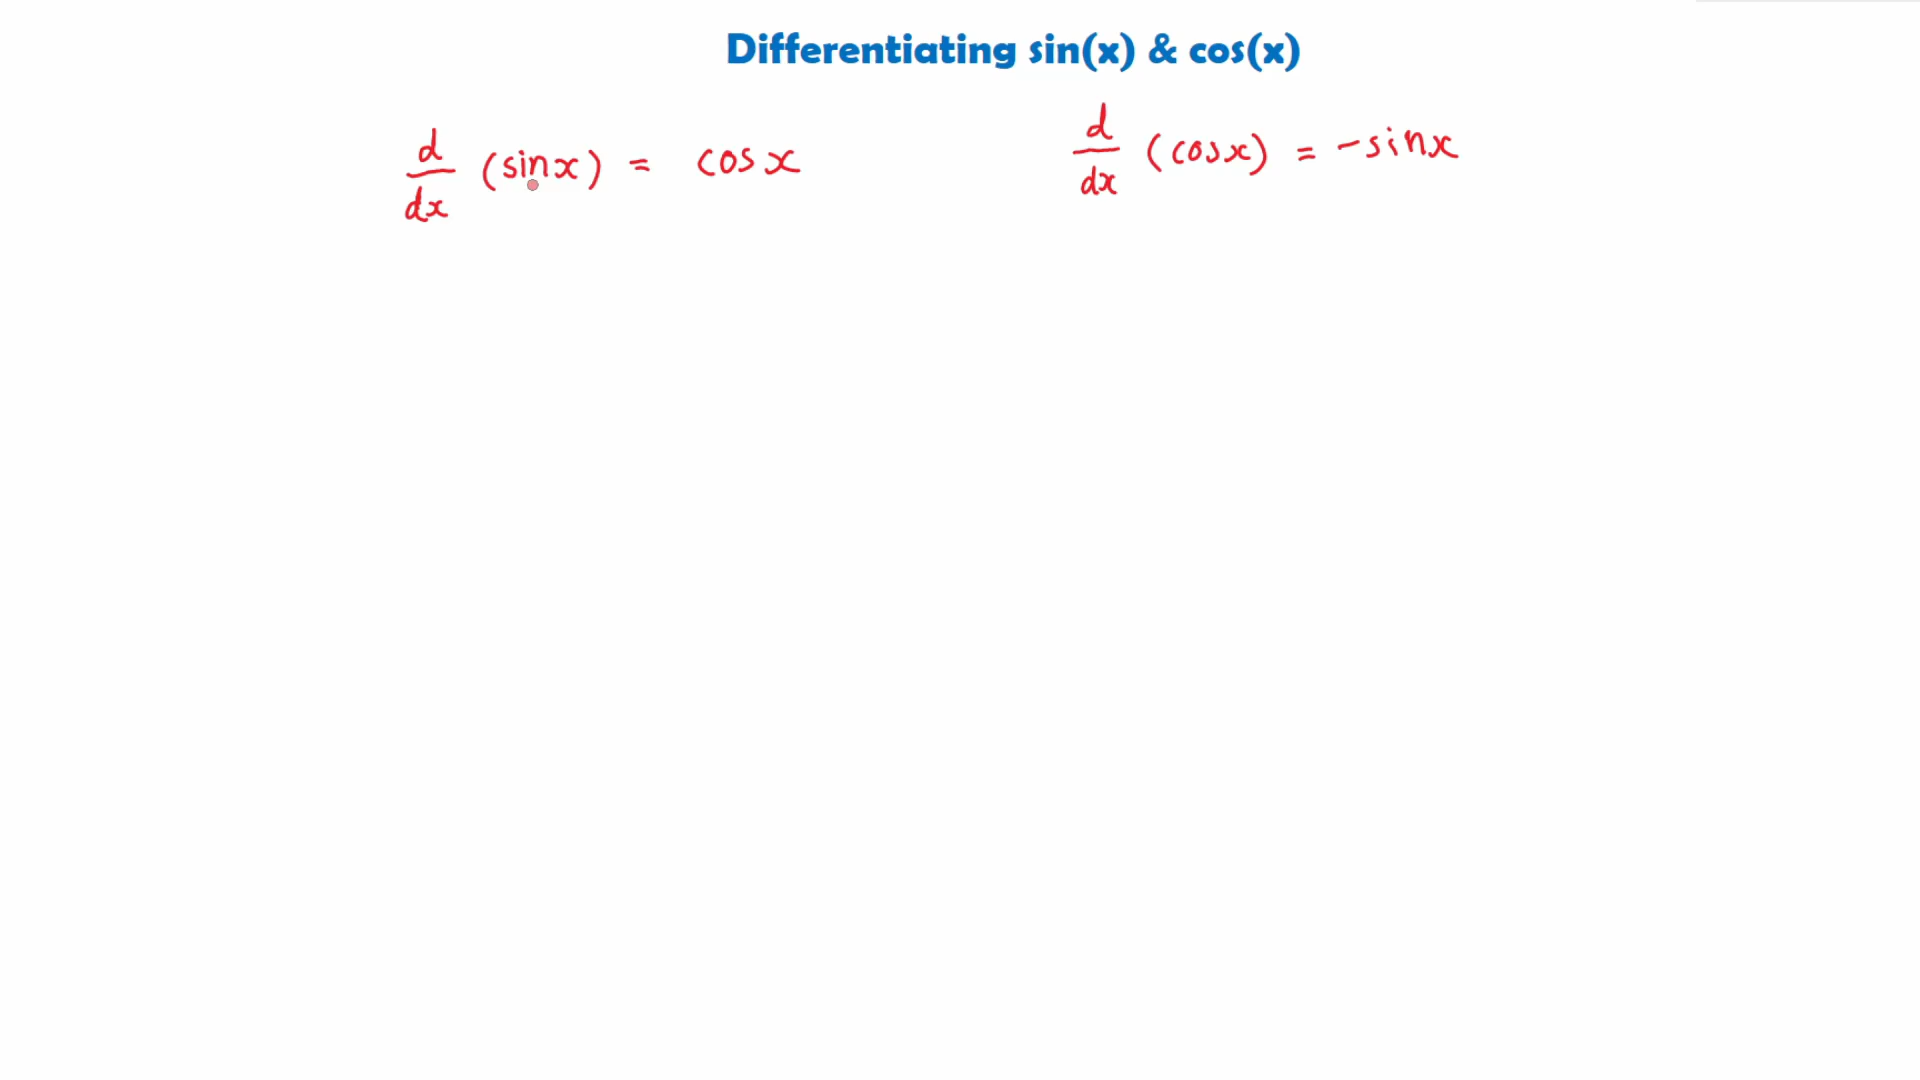 Differentiating sin(x) & cos(x)
d/dx (sinx) = cos x
d/dx (cosx) = -sinx